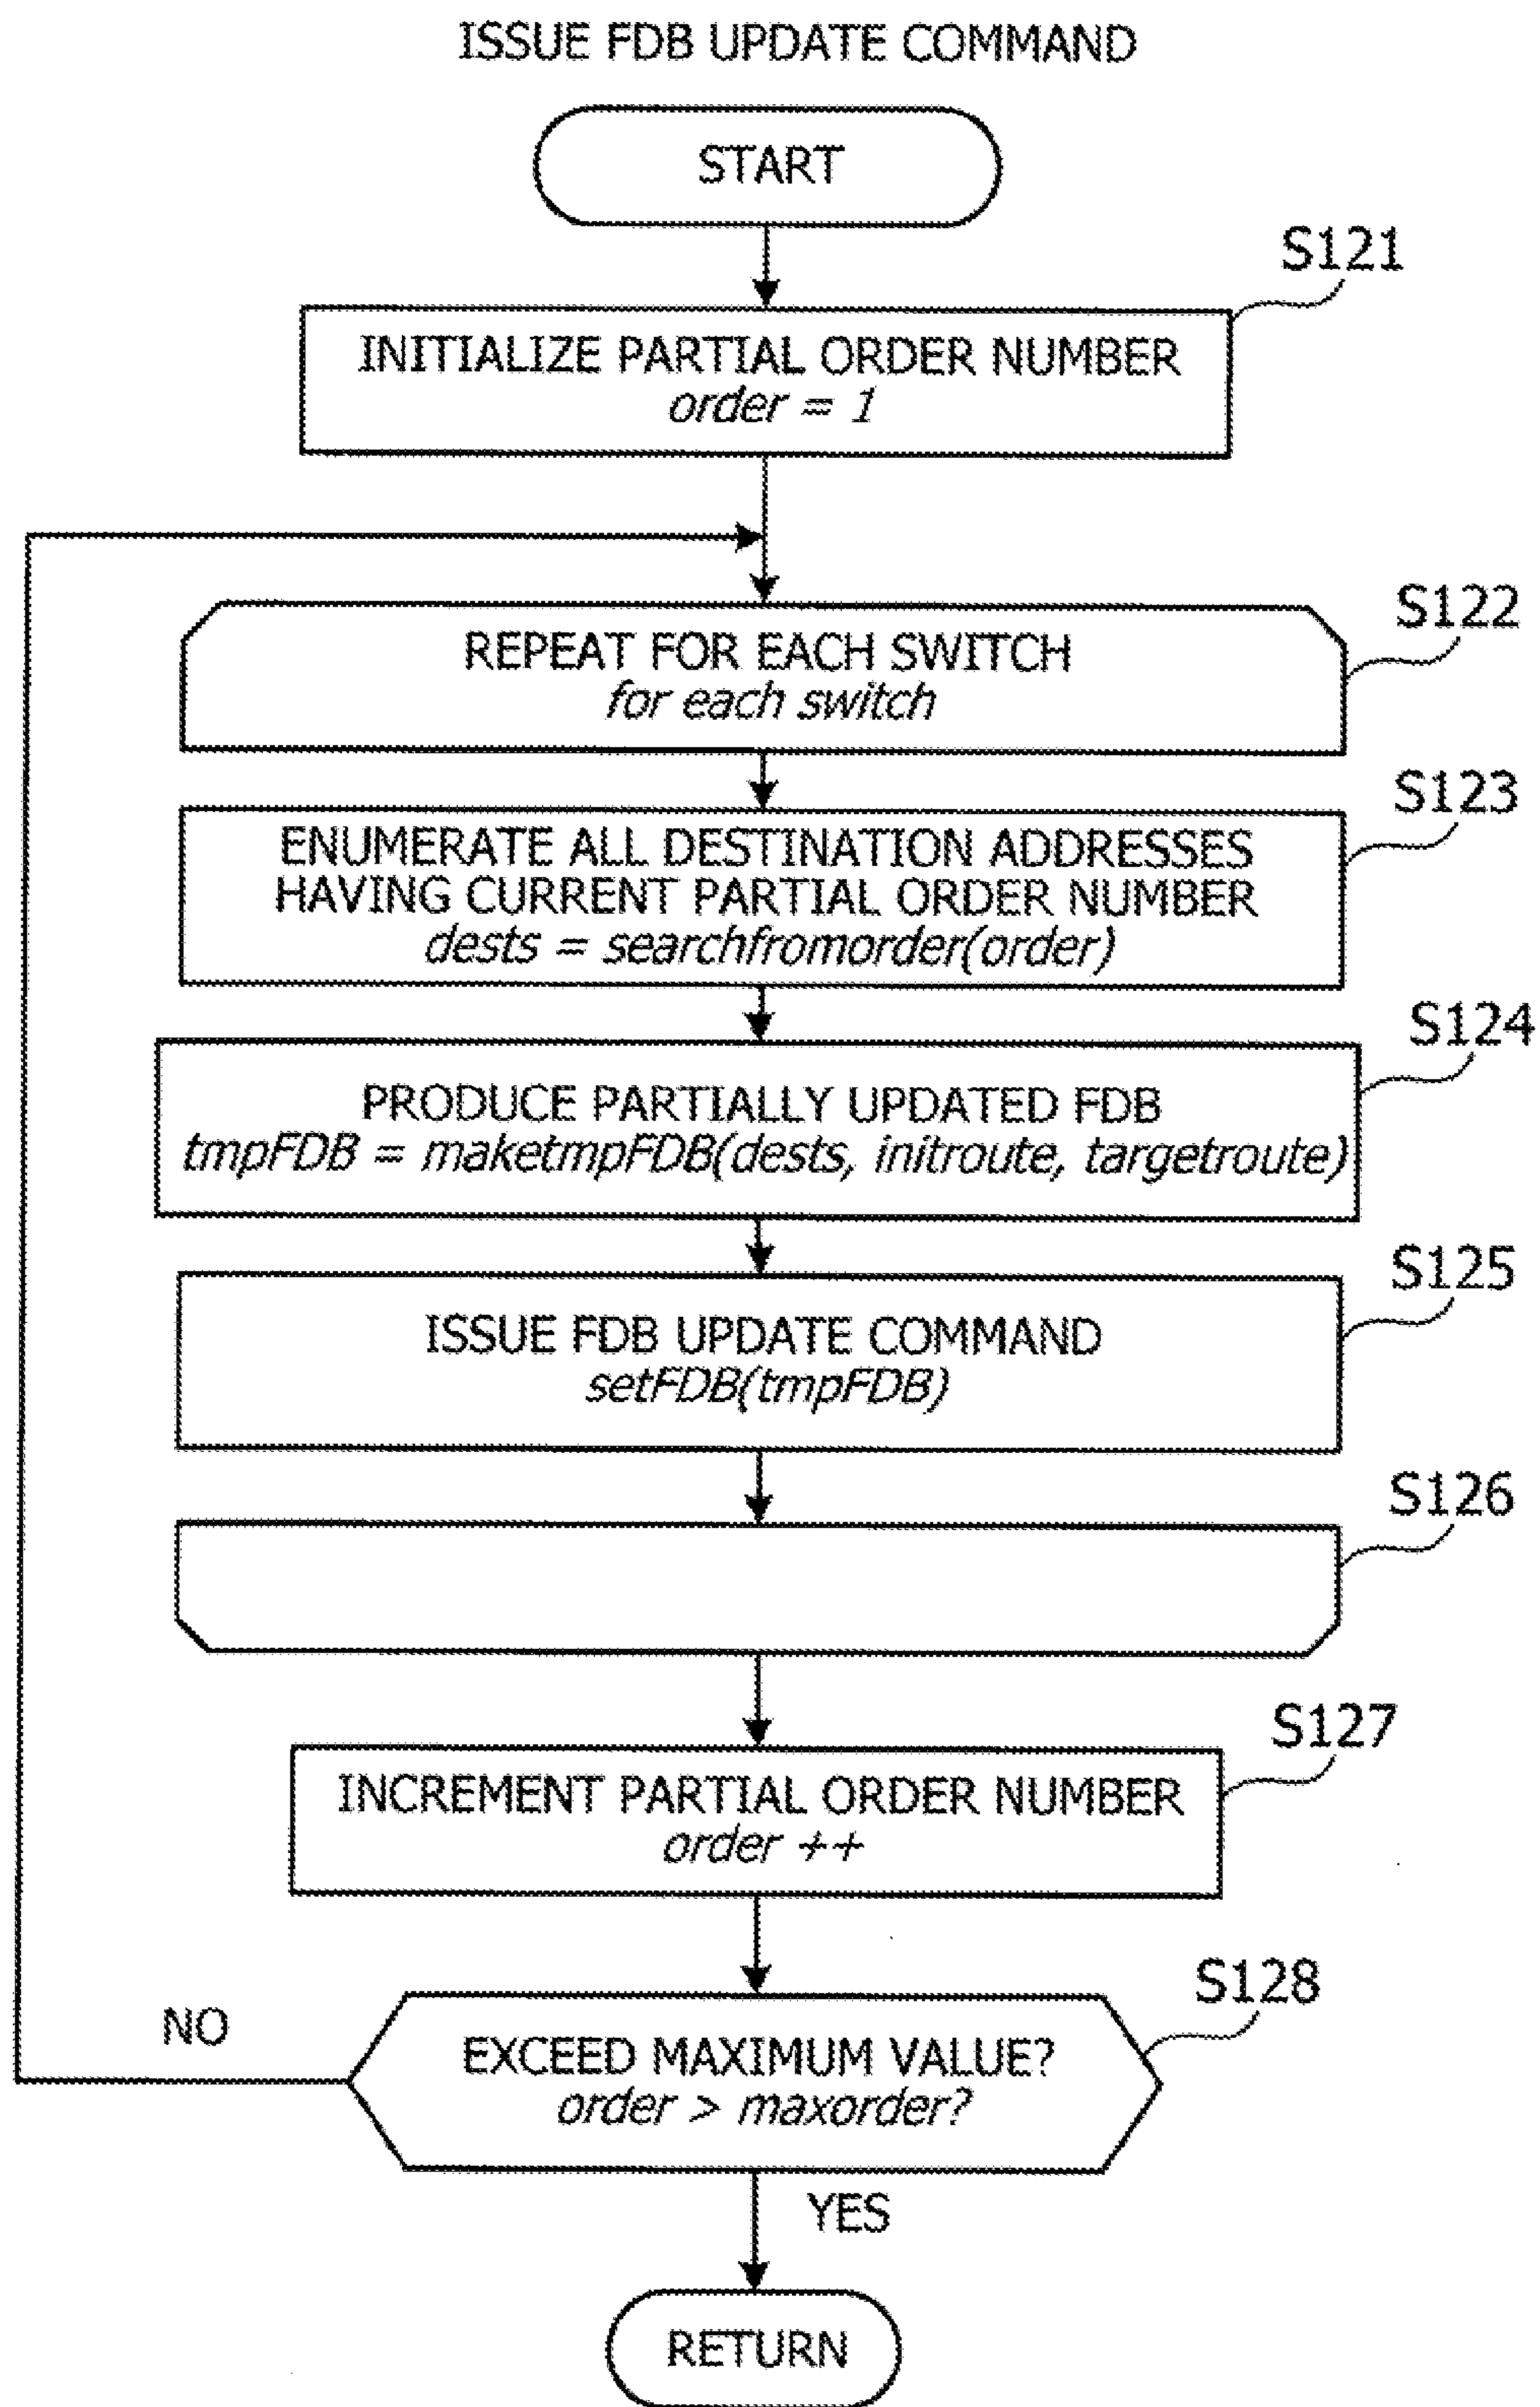 ISSUE FDB UPDATE COMMAND
START
S121
INITIALIZE PARTIAL ORDER NUMBER
order = 1
S122
REPEAT FOR EACH SWITCH
for each switch
S123
ENUMERATE ALL DESTINATION ADDRESSES
HAVING CURRENT PARTIAL ORDER NUMBER
dests = searchfromorder(order)
S124
PRODUCE PARTIALLY UPDATED FDB
tmpFDB = maketmpFDB(dests, initroute, targetroute)
S125
ISSUE FDB UPDATE COMMAND
setFDB(tmpFDB)
S126
S127
INCREMENT PARTIAL ORDER NUMBER
order ++
S128
NO
EXCEED MAXIMUM VALUE?
order > maxorder?
YES
RETURN